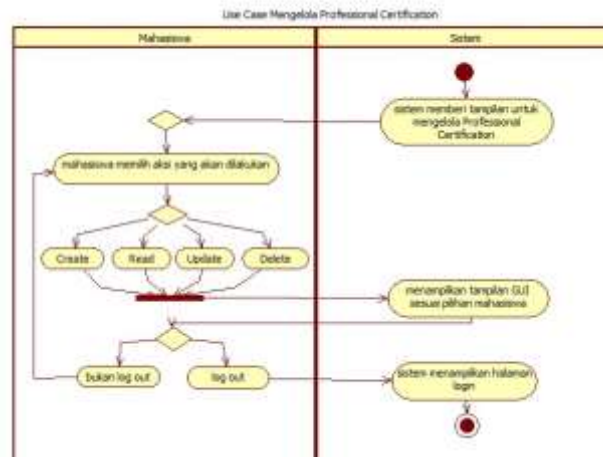 Use Case Mengelola Professional Certification
Mahasiswa
Sistem
sistem memberi tampilan untuk
mengelola Professional
Certification
mahasiswa memilih aksi yang akan dilakukan
Create
Read
Update
Delete
menampilkan tampilan GUI
sesuai pilihan mahasiswa
bukan log out
log out
sistem menampilkan halaman
login